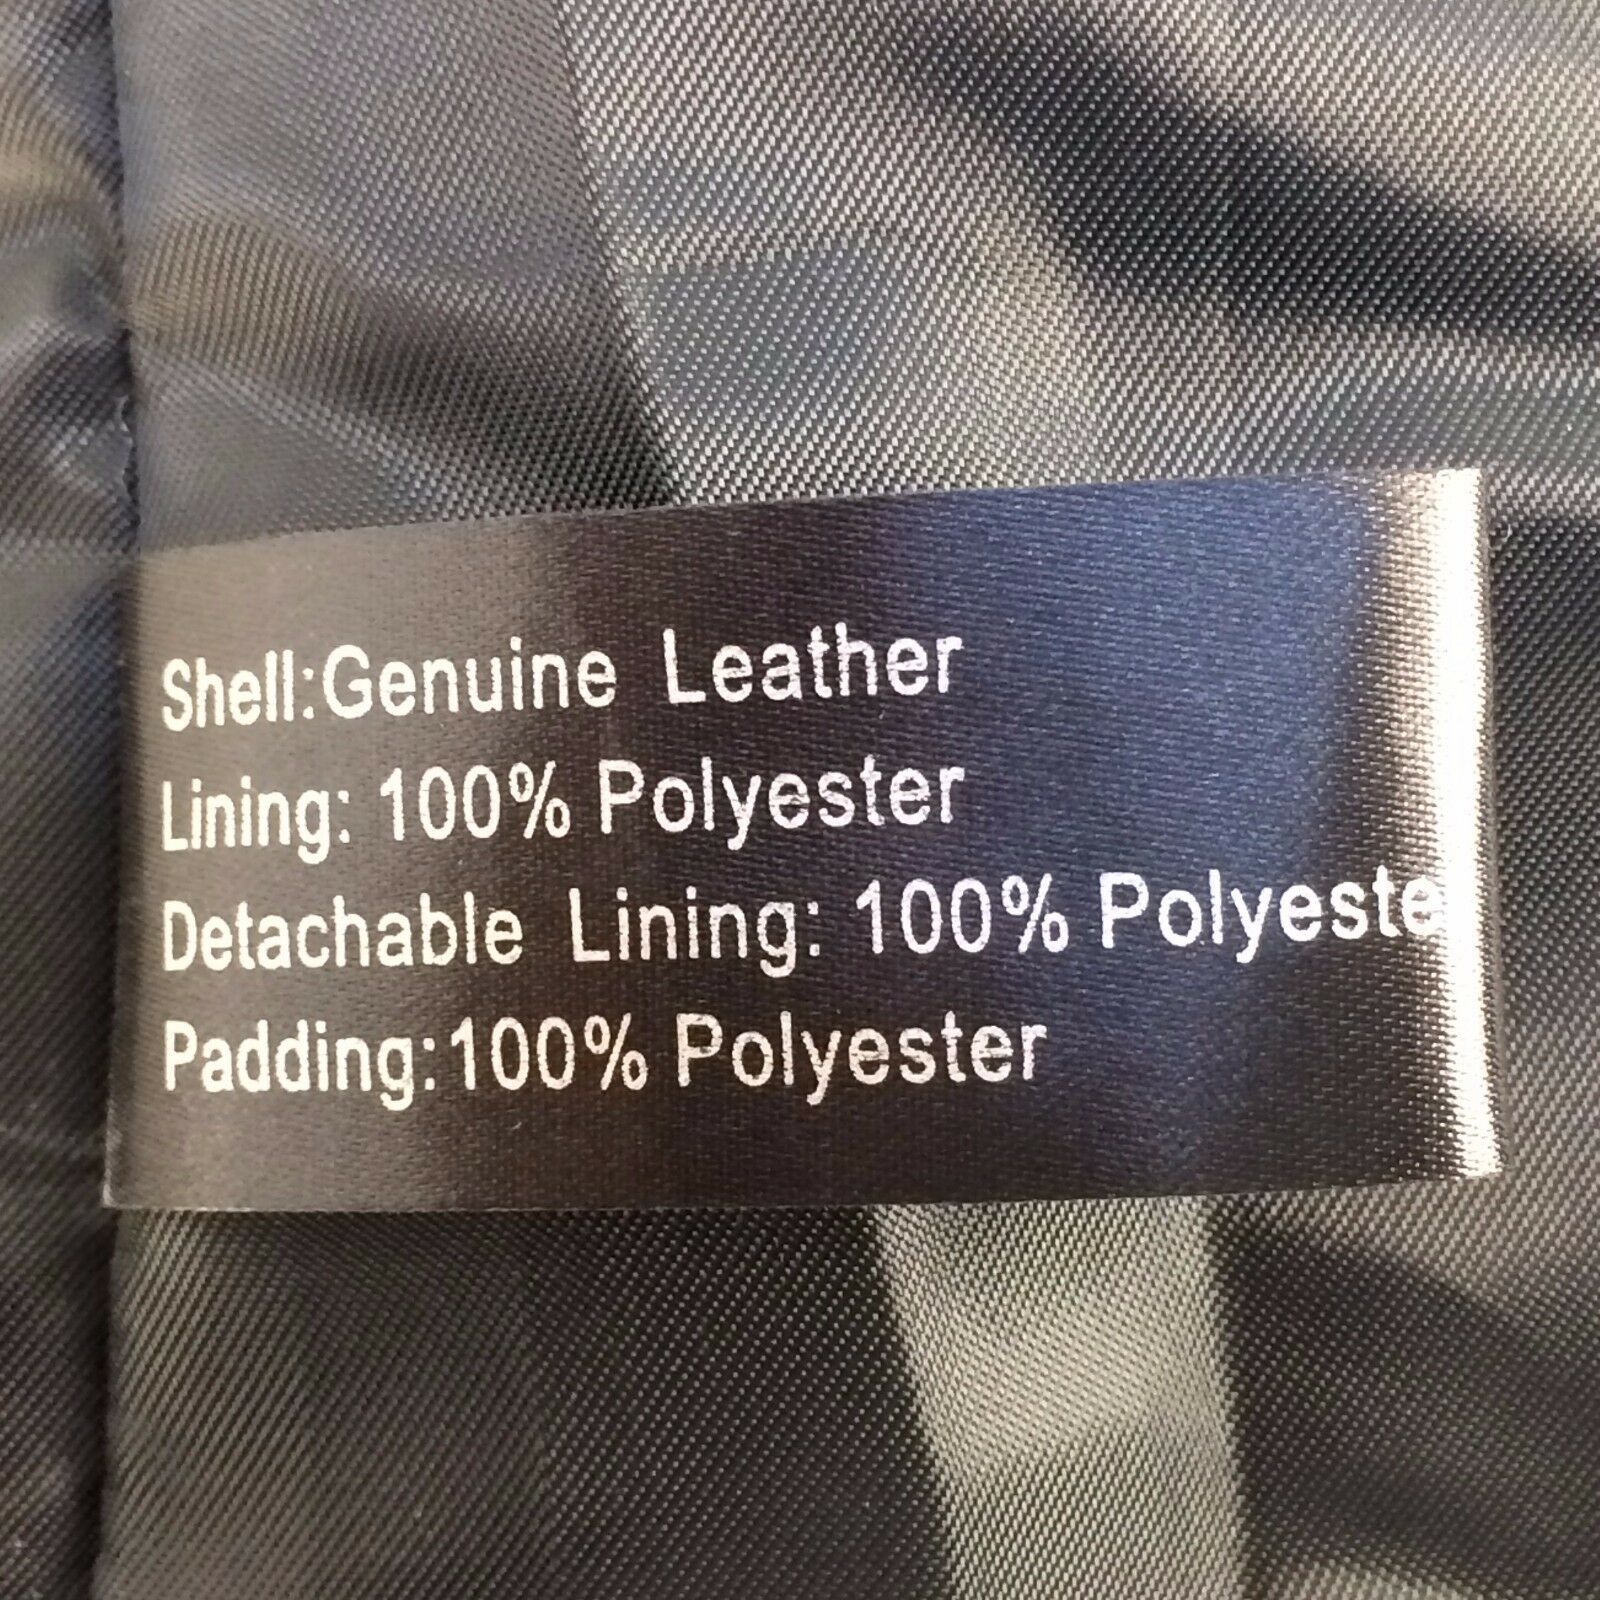 Shell:Genuine Leather
Lining: 100% Polyester
Detachable Lining: 100% Polyeste
Padding:100% Polyester